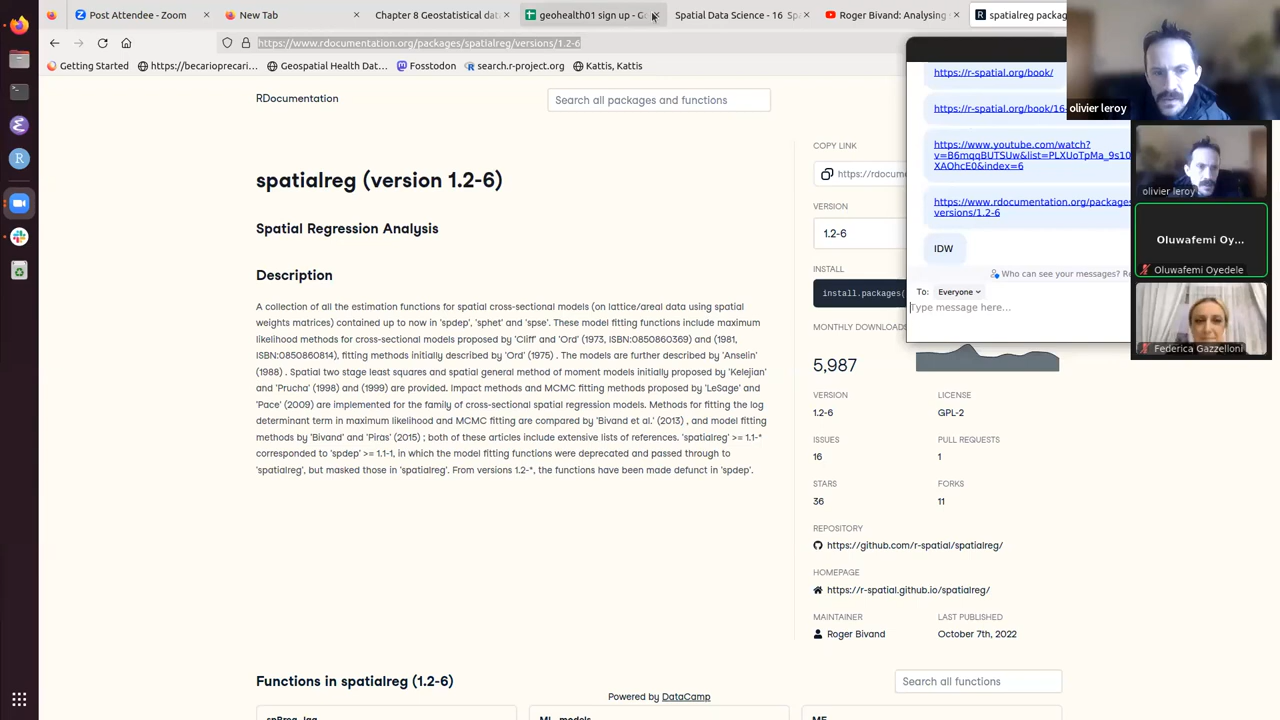 Post Attendee - Zoom
New Tab
Chapter 8 Geostatistical dat
geohealth01 sign up - G
Spatial Data Science - 16 Sp
Roger Bivand: Analysing
spatialreg packag
https://www.rdocumentation.org/packages/spatialreg/versions/1.2-6
Getting Started
https://becarioprecari...
Geospatial Health Dat...
Fosstodon
search.r-project.org
Kattis, Kattis
RDocumentation
Search all packages and functions
spatialreg (version 1.2-6)
Spatial Regression Analysis
Description
A collection of all the estimation functions for spatial cross-sectional models (on lattice/areal data using spatial
weights matrices) contained up to now in 'spdep', 'sphet' and 'spse'. These model fitting functions include maximum
likelihood methods for cross-sectional models proposed by 'Cliff' and 'Ord' (1973, ISBN:0850860369) and (1981,
ISBN:0850860814), fitting methods initially described by 'Ord' (1975) . The models are further described by 'Anselin'
(1988) . Spatial two stage least squares and spatial general method of moment models initially proposed by 'Kelejian'
and 'Prucha' (1998) and (1999) are provided. Impact methods and MCMC fitting methods proposed by 'LeSage' and
'Pace' (2009) are implemented for the family of cross-sectional spatial regression models. Methods for fitting the log
determinant term in maximum likelihood and MCMC fitting are compared by 'Bivand et al.' (2013) , and model fitting
methods by 'Bivand' and 'Piras' (2015) ; both of these articles include extensive lists of references. 'spatialreg' >= 1.1-*
corresponded to 'spdep' >= 1.1-1, in which the model fitting functions were deprecated and passed through to
'spatialreg', but masked those in 'spatialreg'. From versions 1.2-*, the functions have been made defunct in 'spdep'.
COPY LINK
https://rdocume
VERSION
1.2-6
INSTALL
install.packages(
MONTHLY DOWNLOADS
5,987
VERSION
LICENSE
1.2-6
GPL-2
ISSUES
PULL REQUESTS
16
1
STARS
FORKS
36
11
REPOSITORY
https://github.com/r-spatial/spatialreg/
HOMEPAGE
https://r-spatial.github.io/spatialreg/
MAINTAINER
LAST PUBLISHED
Roger Bivand
October 7th, 2022
Functions in spatialreg (1.2-6)
Search all functions
Powered by DataCamp
ML_models
ME
https://r-spatial.org/book/
https://r-spatial.org/book/16-
https://www.youtube.com/watch?
v=B6mqqBUTSUw&list=PLXUoTpMa_9s10
XAOhcE0&index=6
https://www.rdocumentation.org/packages
versions/1.2-6
IDW
Who can see your messages? Re
To: Everyone
Type message here...
olivier leroy
olivier leroy
Oluwafemi Oy...
Oluwafemi Oyedele
Federica Gazzelloni